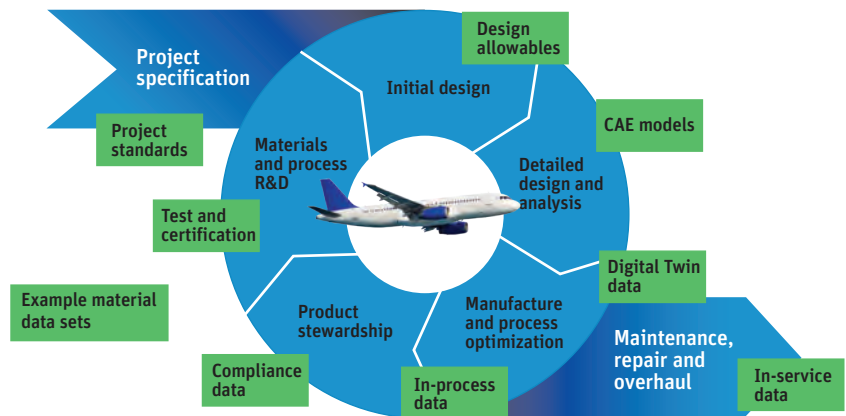 Project
specification
Design
allowables
Initial design
CAE models
Project
standards
Materials
and process
R&D
Detailed
design and
analysis
Test and
certification
Digital Twin
data
Example material
data sets
Product
stewardship
Manufacture
and process
optimization
Maintenance,
repair and
overhaul
Compliance
data
In-process
data
In-service
data